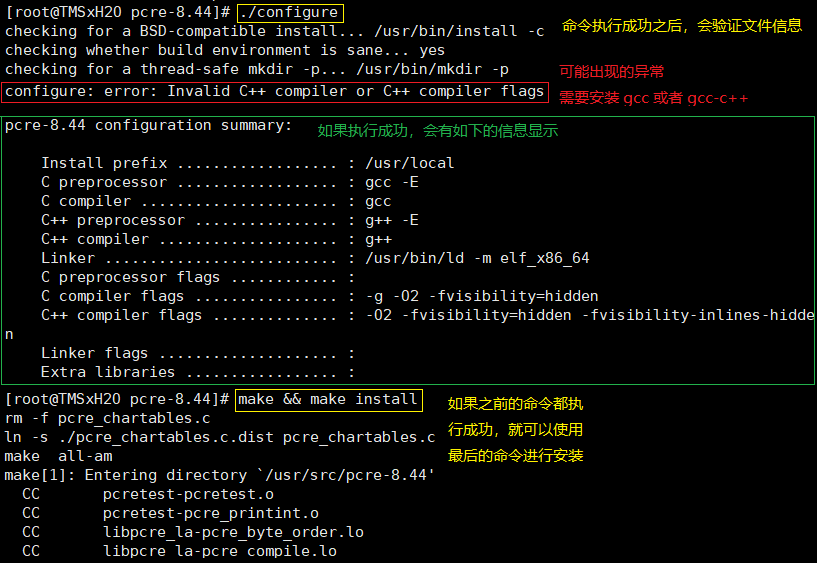 [root@TMSxH2O pcre-8.44]# ./configure
checking for a BSD-compatible install... /usr/bin/install -c
命令执行成功之后，会验证文件信息
checking whether build environment is sane... yes
checking for a thread-safe mkdir -p... /usr/bin/mkdir -p
可能出现的异常
configure: error: Invalid C++ compiler or C++ compiler flags
需要安装 gcc 或者 gcc-c++
pcre-8.44 configuration summary:
如果执行成功，会有如下的信息显示
Install prefix .................. : /usr/local
C preprocessor .................. : gcc -E
C compiler ...................... : gcc
C++ preprocessor ................ : g++ -E
C++ compiler .................... : g++
Linker .......................... : /usr/bin/ld -m elf_x86_64
C preprocessor flags ............ :
C compiler flags ................ : -g -O2 -fvisibility=hidden
C++ compiler flags .............. : -O2 -fvisibility=hidden -fvisibility-inlines-hidde
n
Linker flags .................... :
Extra libraries ................. :
[root@TMSxH2O pcre-8.44]# make && make install
如果之前的命令都执
rm -f pcre_chartables.c
ln -s ./pcre_chartables.c.dist pcre_chartables.c
行成功，就可以使用
make  all-am
最后的命令进行安装
make[1]: Entering directory `/usr/src/pcre-8.44'
CC       pcretest-pcretest.o
CC       pcretest-pcre_printint.o
CC       libpcre_la-pcre_byte_order.lo
CC       libpcre_la-pcre_compile.lo